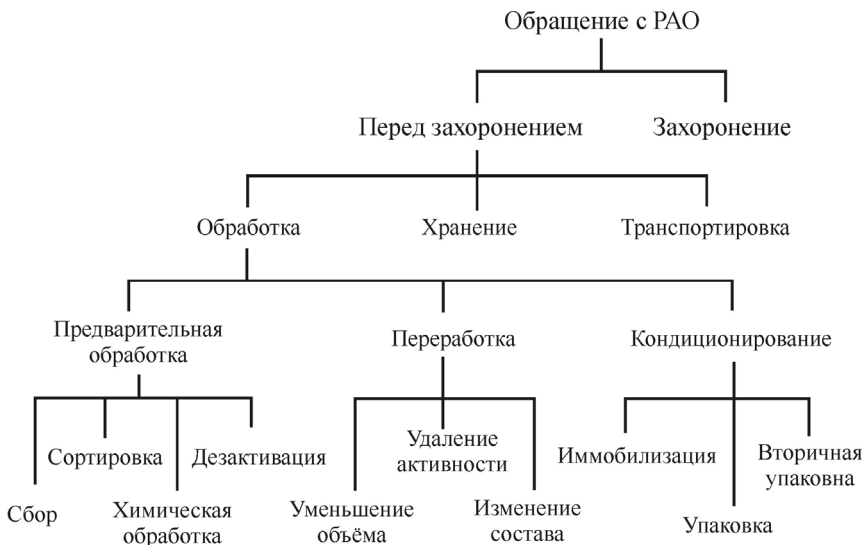 Обращение с РАО
Перед захоронением
Захоронение
Обработка
Хранение
Транспортировка
Предварительная
обработка
Переработка
Кондиционирование
Сбор
Сортировка
Химическая
обработка
Дезактивация
Уменьшение
объёма
Удаление
активности
Изменение
состава
Иммобилизация
Упаковка
Вторичная
упаковна